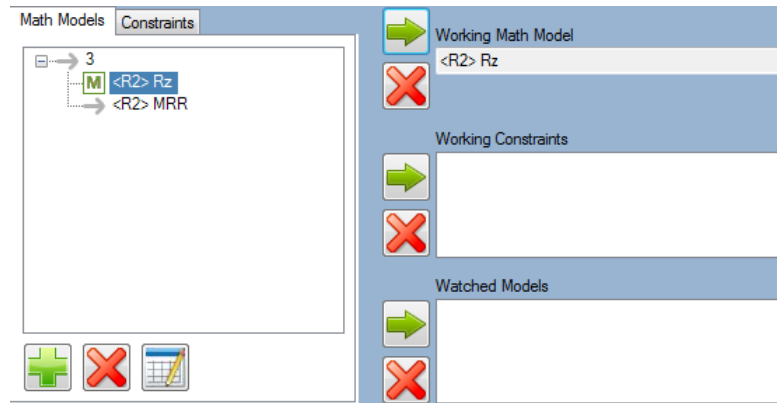 Math Models
Constraints
3
M <R2> Rz
<R2> MRR
Working Math Model
<R2> Rz
Working Constraints
Watched Models